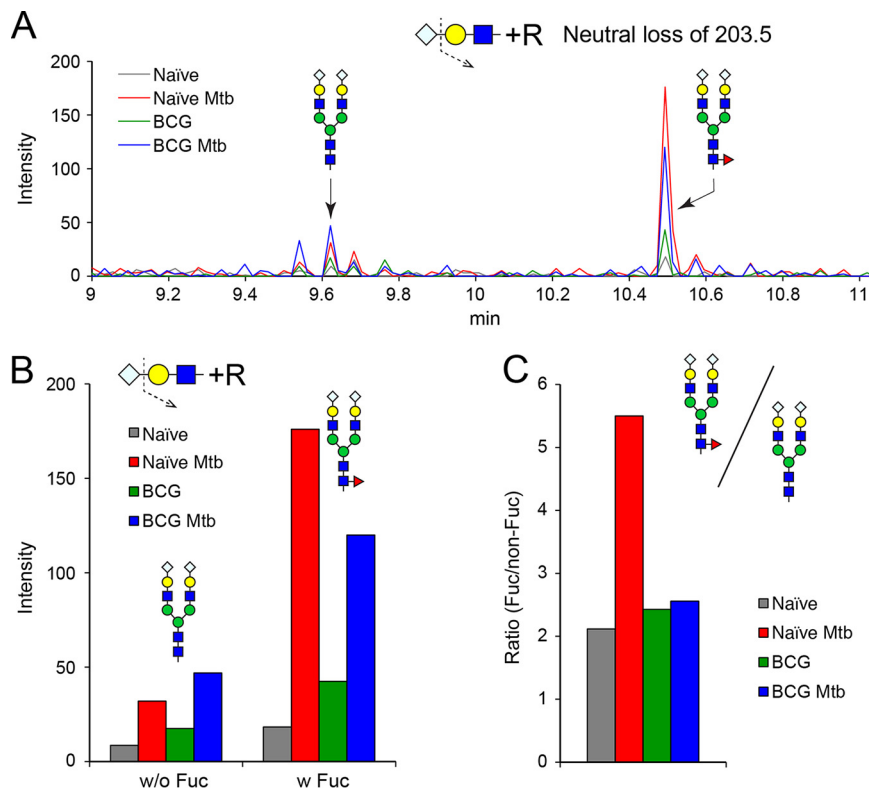 A
+R Neutral loss of 203.5
200
150
100
50
0
Intensity
Naïve
Naïve Mtb
BCG
BCG Mtb
9 9.2 9.4 9.6 9.8 10 10.2 10.4 10.6 10.8 11
min
B
+R
200
150
100
50
0
Intensity
Naïve
Naïve Mtb
BCG
BCG Mtb
w/o Fuc w Fuc
C
6
5
4
3
2
1
0
Ratio (Fuc/non-Fuc)
Naïve
Naïve Mtb
BCG
BCG Mtb